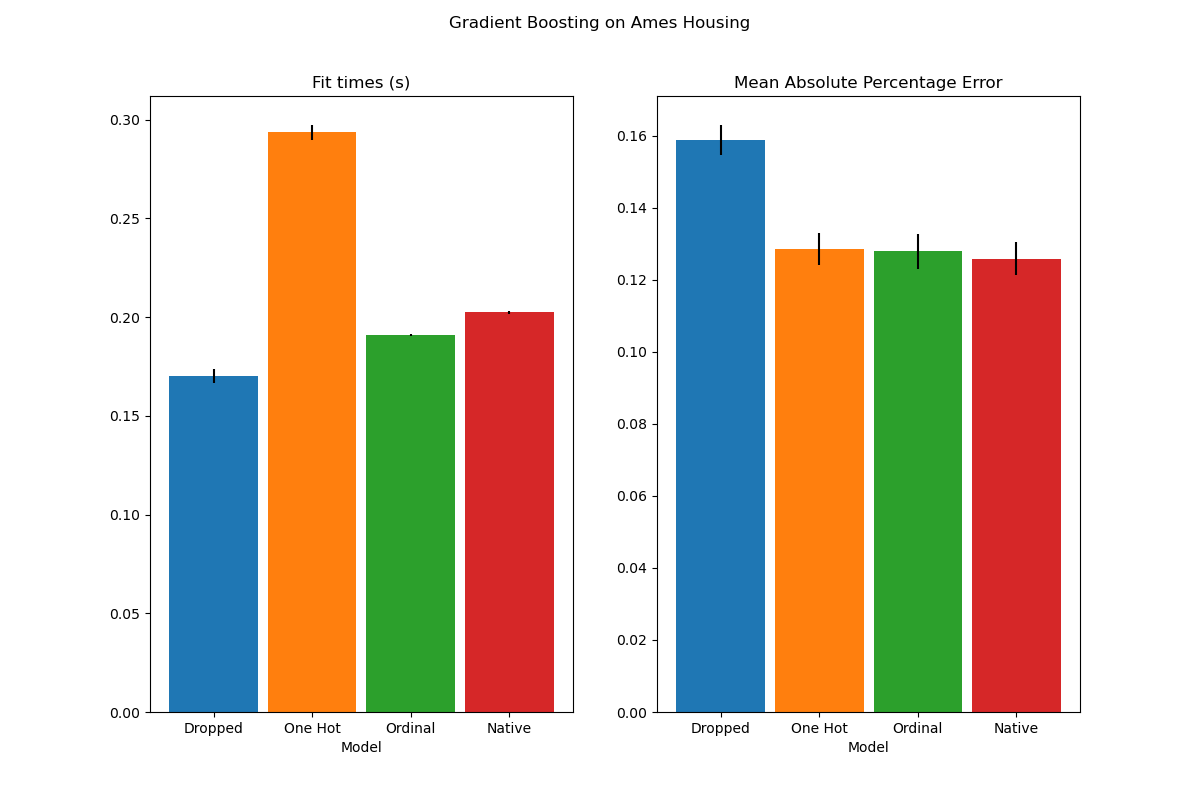 Gradient Boosting on Ames Housing
Fit times (s)
0.30
0.25
0.20
0.15
0.10
0.05
0.00
Dropped One Hot Ordinal Native
Model
Mean Absolute Percentage Error
0.16
0.14
0.12
0.10
0.08
0.06
0.04
0.02
0.00
Dropped One Hot Ordinal Native
Model